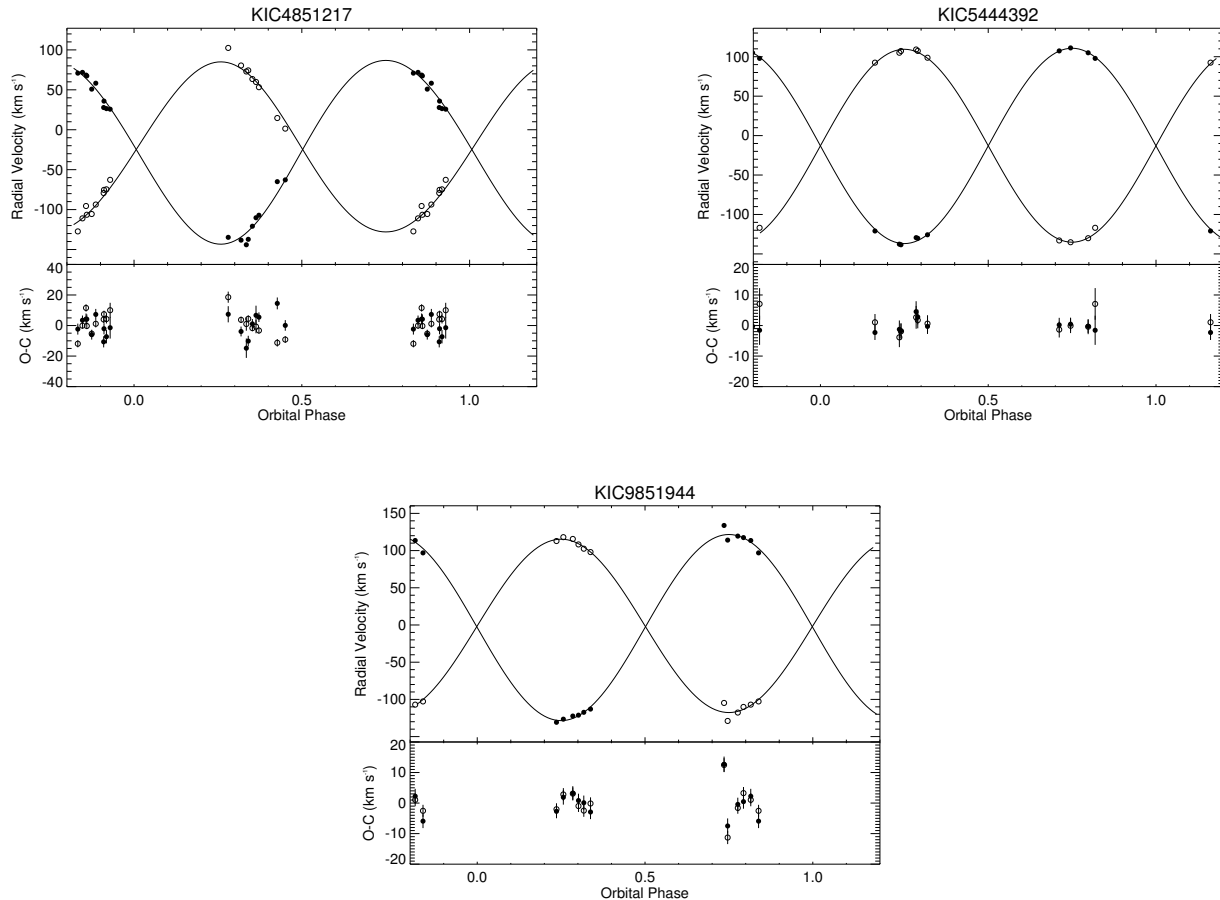 KIC4851217
100
50
0
-50
-100
Radial Velocity (km s⁻¹)
40
20
0
-20
-40
O-C (km s⁻¹)
0.0 0.5 1.0
Orbital Phase
KIC5444392
100
50
0
-50
-100
Radial Velocity (km s⁻¹)
20
10
0
-10
-20
O-C (km s⁻¹)
0.0 0.5 1.0
Orbital Phase
KIC9851944
150
100
50
0
-50
-100
Radial Velocity (km s⁻¹)
20
10
0
-10
-20
O-C (km s⁻¹)
0.0 0.5 1.0
Orbital Phase